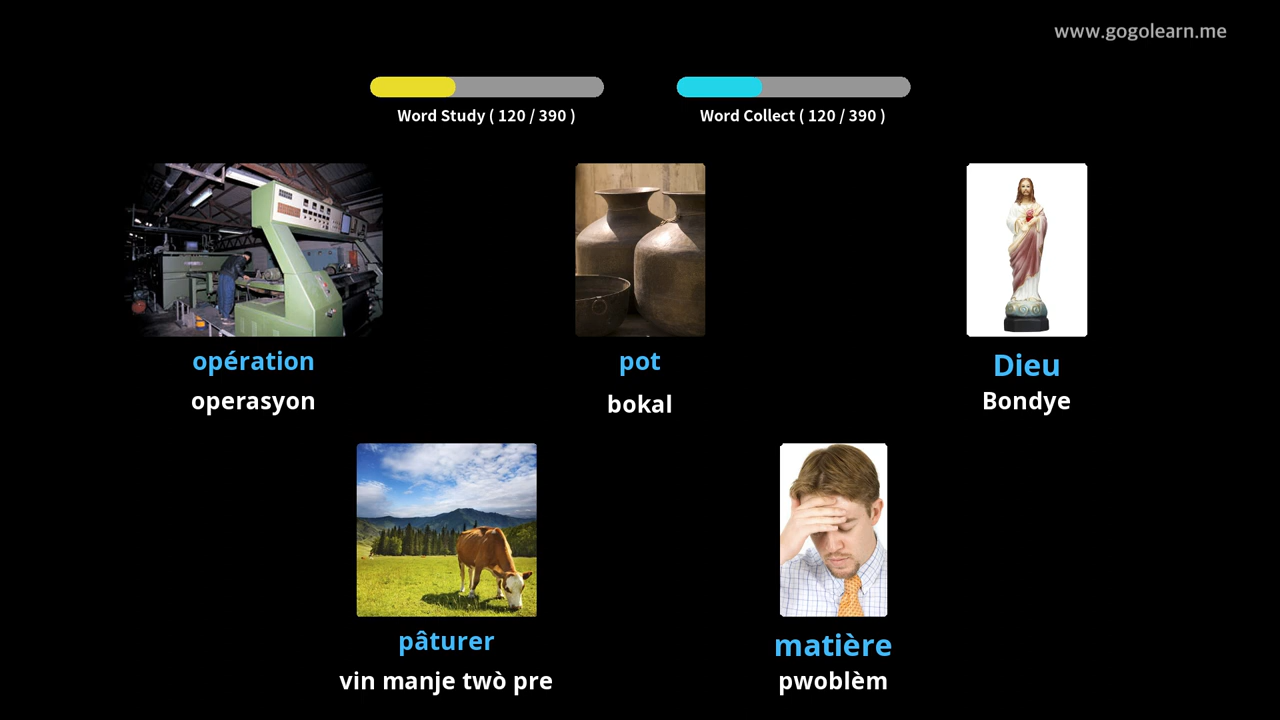 www.gogolearn.me
Word Study ( 120 / 390 )
Word Collect ( 120 / 390 )
opération
operasyon
pot
bokal
Dieu
Bondye
pâturer
vin manje twò pre
matière
pwoblèm